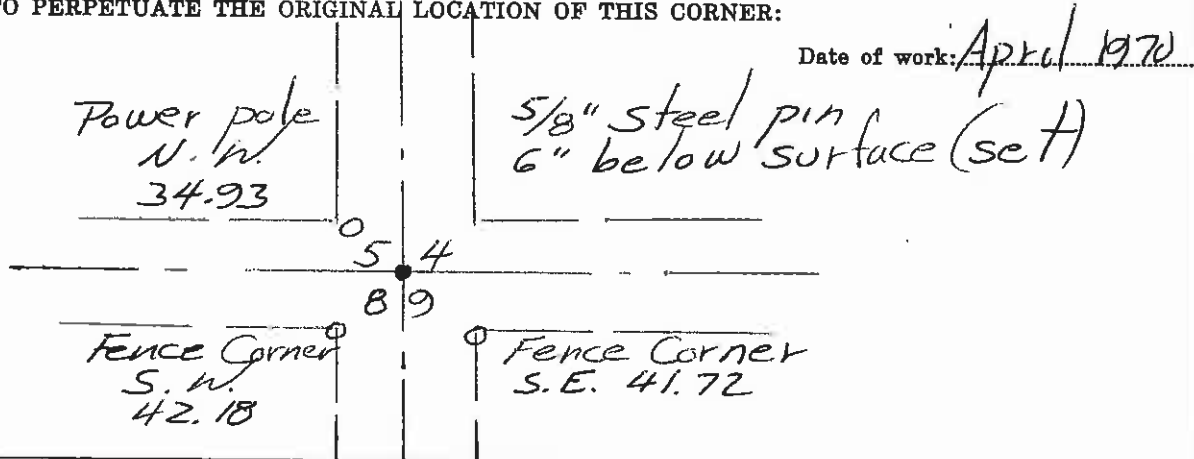 TO PERPETUATE THE ORIGINAL LOCATION OF THIS CORNER:
Date of work: April 1970
Power pole
N.W.
34.93
5/8" Steel pin
6" below surface (set)
5 4
8 9
Fence Corner
S.W.
42.18
Fence Corner
S.E. 41.72